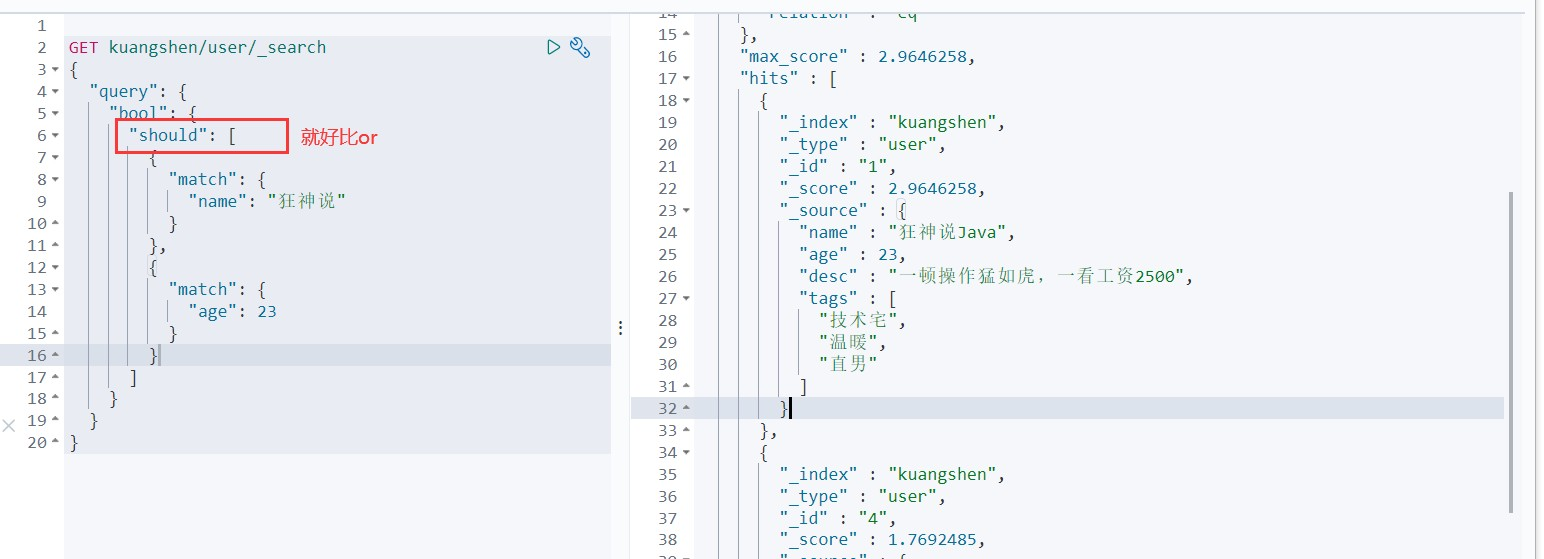 1
2 GET kuangshen/user/_search
3 {
4 "query": {
5 "bool": {
6 "should": [ 就好比or
7 {
8 "match": {
9 "name": "狂神说"
10 }
11 },
12 {
13 "match": {
14 "age": 23
15 }
16 }
17 ]
18 }
19 }
20 }
14 "relation" : "eq"
15 },
16 "max_score" : 2.9646258,
17 "hits" : [
18 {
19 "_index" : "kuangshen",
20 "_type" : "user",
21 "_id" : "1",
22 "_score" : 2.9646258,
23 "_source" : {
24 "name" : "狂神说Java",
25 "age" : 23,
26 "desc" : "一顿操作猛如虎，一看工资2500",
27 "tags" : [
28 "技术宅",
29 "温暖",
30 "直男"
31 ]
32 }
33 },
34 {
35 "_index" : "kuangshen",
36 "_type" : "user",
37 "_id" : "4",
38 "_score" : 1.7692485,
39 "_source" : {